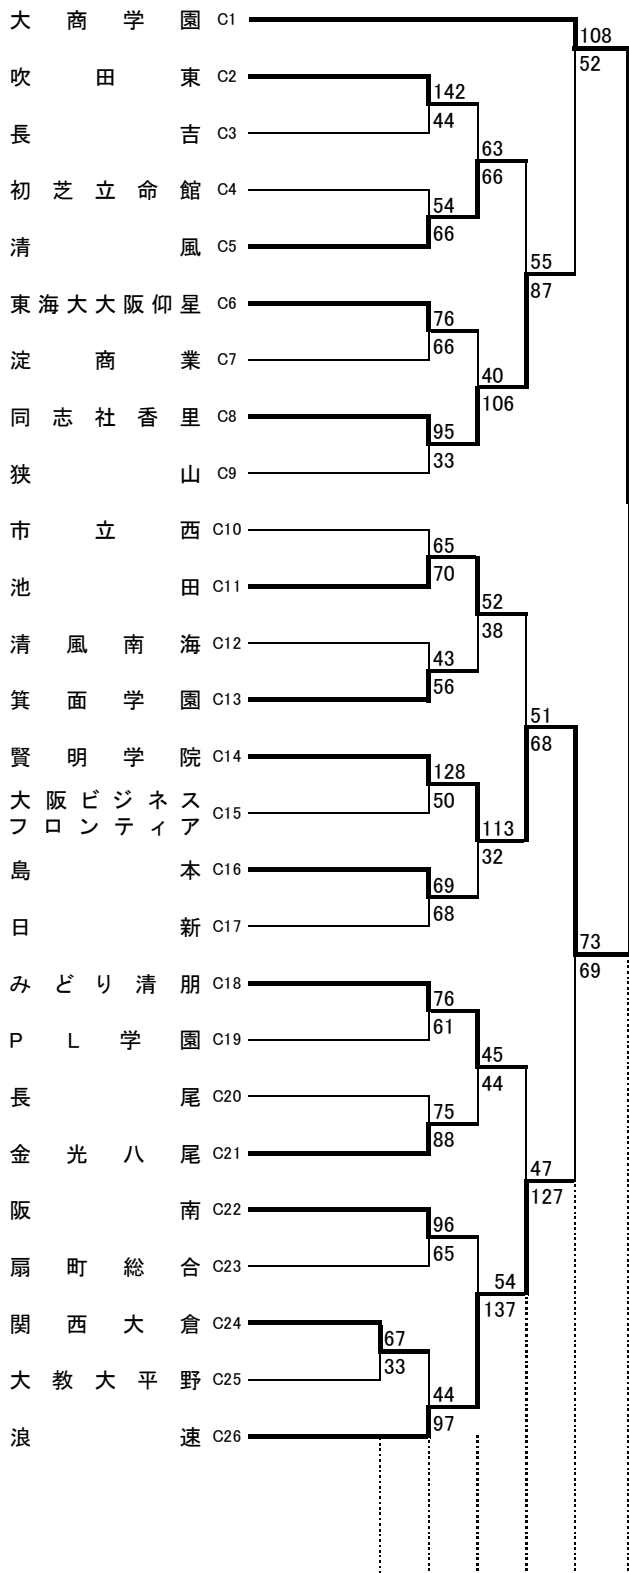 大商学園 C1
108
52
吹田東 C2
142
44
長吉 C3
63
66
初芝立命館 C4
54
66
清風 C5
55
87
東海大大阪仰星 C6
76
66
淀商業 C7
40
106
同志社香里 C8
95
33
狭山 C9
市立西 C10
65
70
池田 C11
52
38
清風南海 C12
43
56
箕面学園 C13
51
68
賢明学院 C14
128
50
大阪ビジネス
フロンティア C15
113
32
島本 C16
69
68
日新 C17
73
69
みどり清朋 C18
76
61
PL学園 C19
45
44
長尾 C20
75
88
金光八尾 C21
47
127
阪南 C22
96
65
扇町総合 C23
54
137
関西大倉 C24
67
33
大教大平野 C25
44
97
浪速 C26